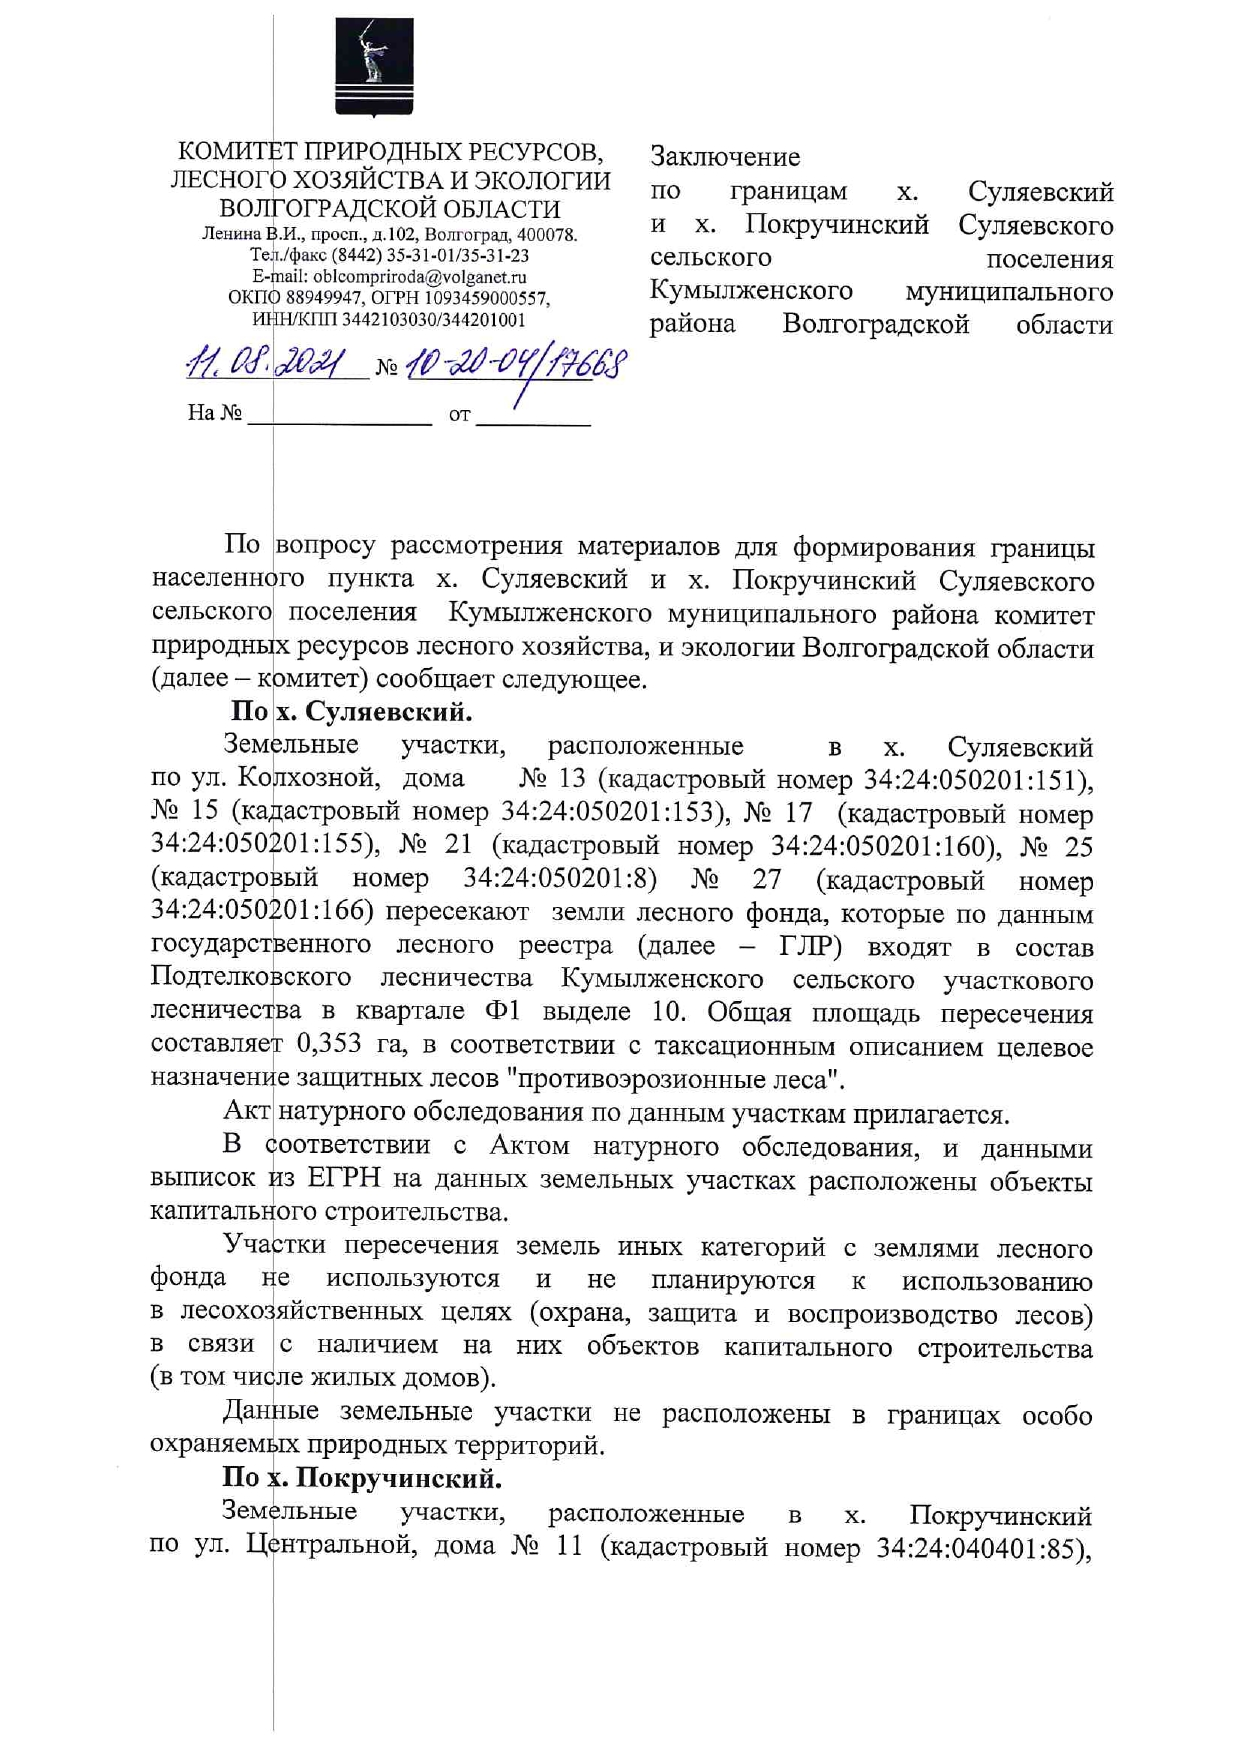 КОМИТЕТ ПРИРОДНЫХ РЕСУРСОВ,
ЛЕСНОГО ХОЗЯЙСТВА И ЭКОЛОГИИ
ВОЛГОГРАДСКОЙ ОБЛАСТИ
Ленина В.И., просп., д.102, Волгоград, 400078.
Тел./факс (8442) 35-31-01/35-31-23
E-mail: oblcompriroda@volganet.ru
ОКПО 88949947, ОГРН 1093459000557,
ИНН/КПП 3442103030/344201001
11.08.2021 № 10-20-04/17668
На № ____________ от ________
Заключение
по границам х. Суляевский
и х. Покручинский Суляевского
сельского поселения
Кумылженского муниципального
района Волгоградской области
По вопросу рассмотрения материалов для формирования границы
населенного пункта х. Суляевский и х. Покручинский Суляевского
сельского поселения Кумылженского муниципального района комитет
природных ресурсов лесного хозяйства, и экологии Волгоградской области
(далее – комитет) сообщает следующее.
По х. Суляевский.
Земельные участки, расположенные в х. Суляевский
по ул. Колхозной, дома № 13 (кадастровый номер 34:24:050201:151),
№ 15 (кадастровый номер 34:24:050201:153), № 17 (кадастровый номер
34:24:050201:155), № 21 (кадастровый номер 34:24:050201:160), № 25
(кадастровый номер 34:24:050201:8) № 27 (кадастровый номер
34:24:050201:166) пересекают земли лесного фонда, которые по данным
государственного лесного реестра (далее – ГЛР) входят в состав
Подтелковского лесничества Кумылженского сельского участкового
лесничества в квартале Ф1 выделе 10. Общая площадь пересечения
составляет 0,353 га, в соответствии с таксационным описанием целевое
назначение защитных лесов "противоэрозионные леса".
Акт натурного обследования по данным участкам прилагается.
В соответствии с Актом натурного обследования, и данными
выписок из ЕГРН на данных земельных участках расположены объекты
капитального строительства.
Участки пересечения земель иных категорий с землями лесного
фонда не используются и не планируются к использованию
в лесохозяйственных целях (охрана, защита и воспроизводство лесов)
в связи с наличием на них объектов капитального строительства
(в том числе жилых домов).
Данные земельные участки не расположены в границах особо
охраняемых природных территорий.
По х. Покручинский.
Земельные участки, расположенные в х. Покручинский
по ул. Центральной, дома № 11 (кадастровый номер 34:24:040401:85),